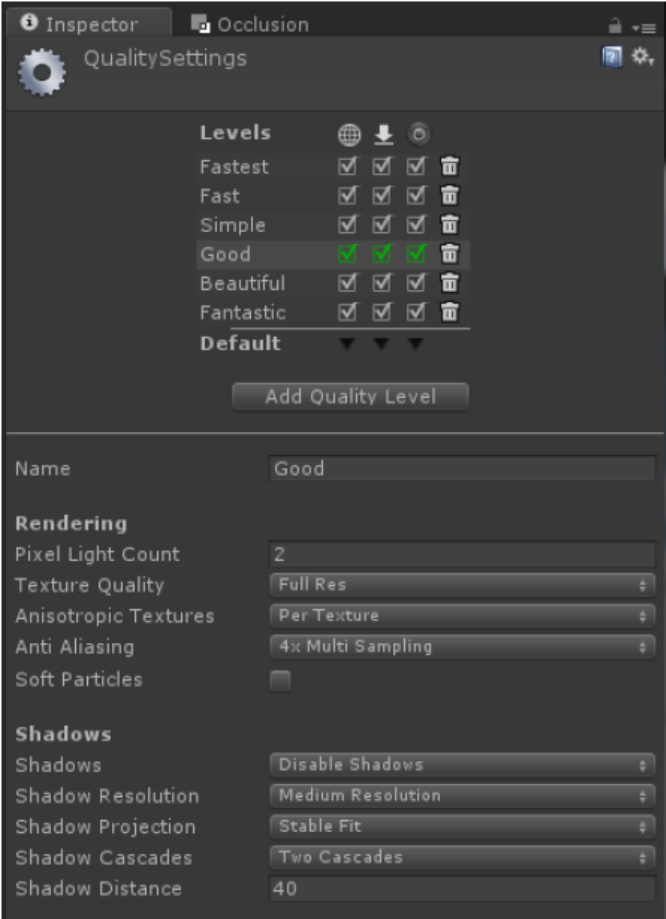 Inspector Occlusion
QualitySettings
Levels
Fastest
Fast
Simple
Good
Beautiful
Fantastic
Default
Add Quality Level
Name Good
Rendering
Pixel Light Count 2
Texture Quality Full Res
Anisotropic Textures Per Texture
Anti Aliasing 4x Multi Sampling
Soft Particles
Shadows
Shadows Disable Shadows
Shadow Resolution Medium Resolution
Shadow Projection Stable Fit
Shadow Cascades Two Cascades
Shadow Distance 40